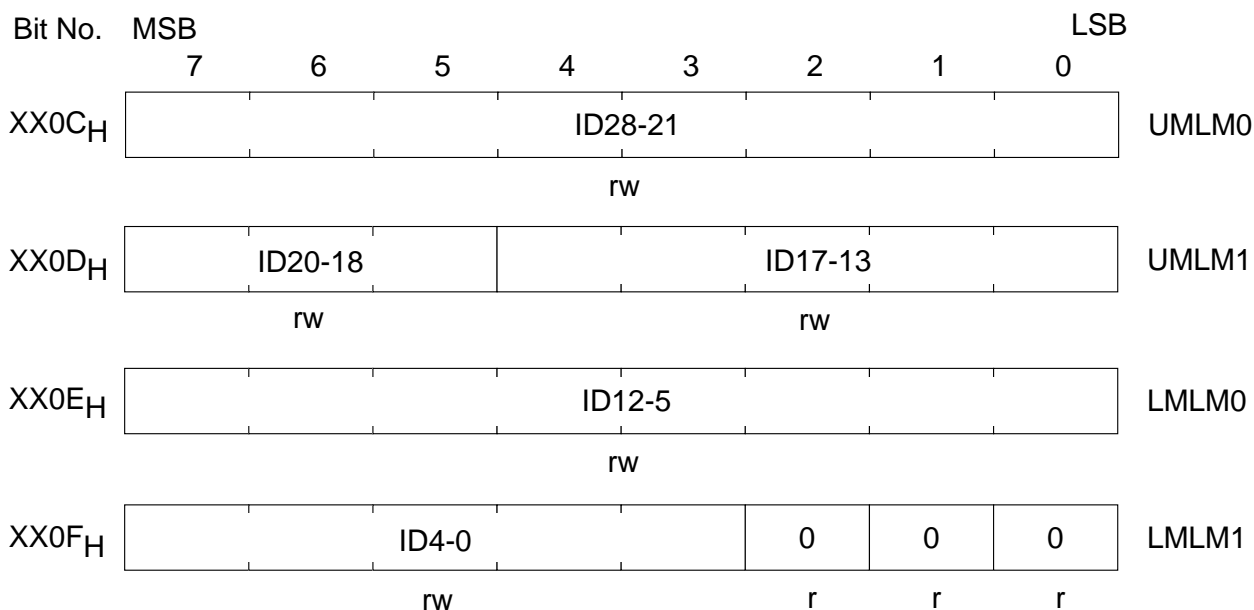 Bit No. MSB LSB
7 6 5 4 3 2 1 0
XX0CH ID28-21 UMLM0
rw
XX0DH ID20-18 ID17-13 UMLM1
rw rw
XX0EH ID12-5 LMLM0
rw
XX0FH ID4-0 0 0 0 LMLM1
rw r r r